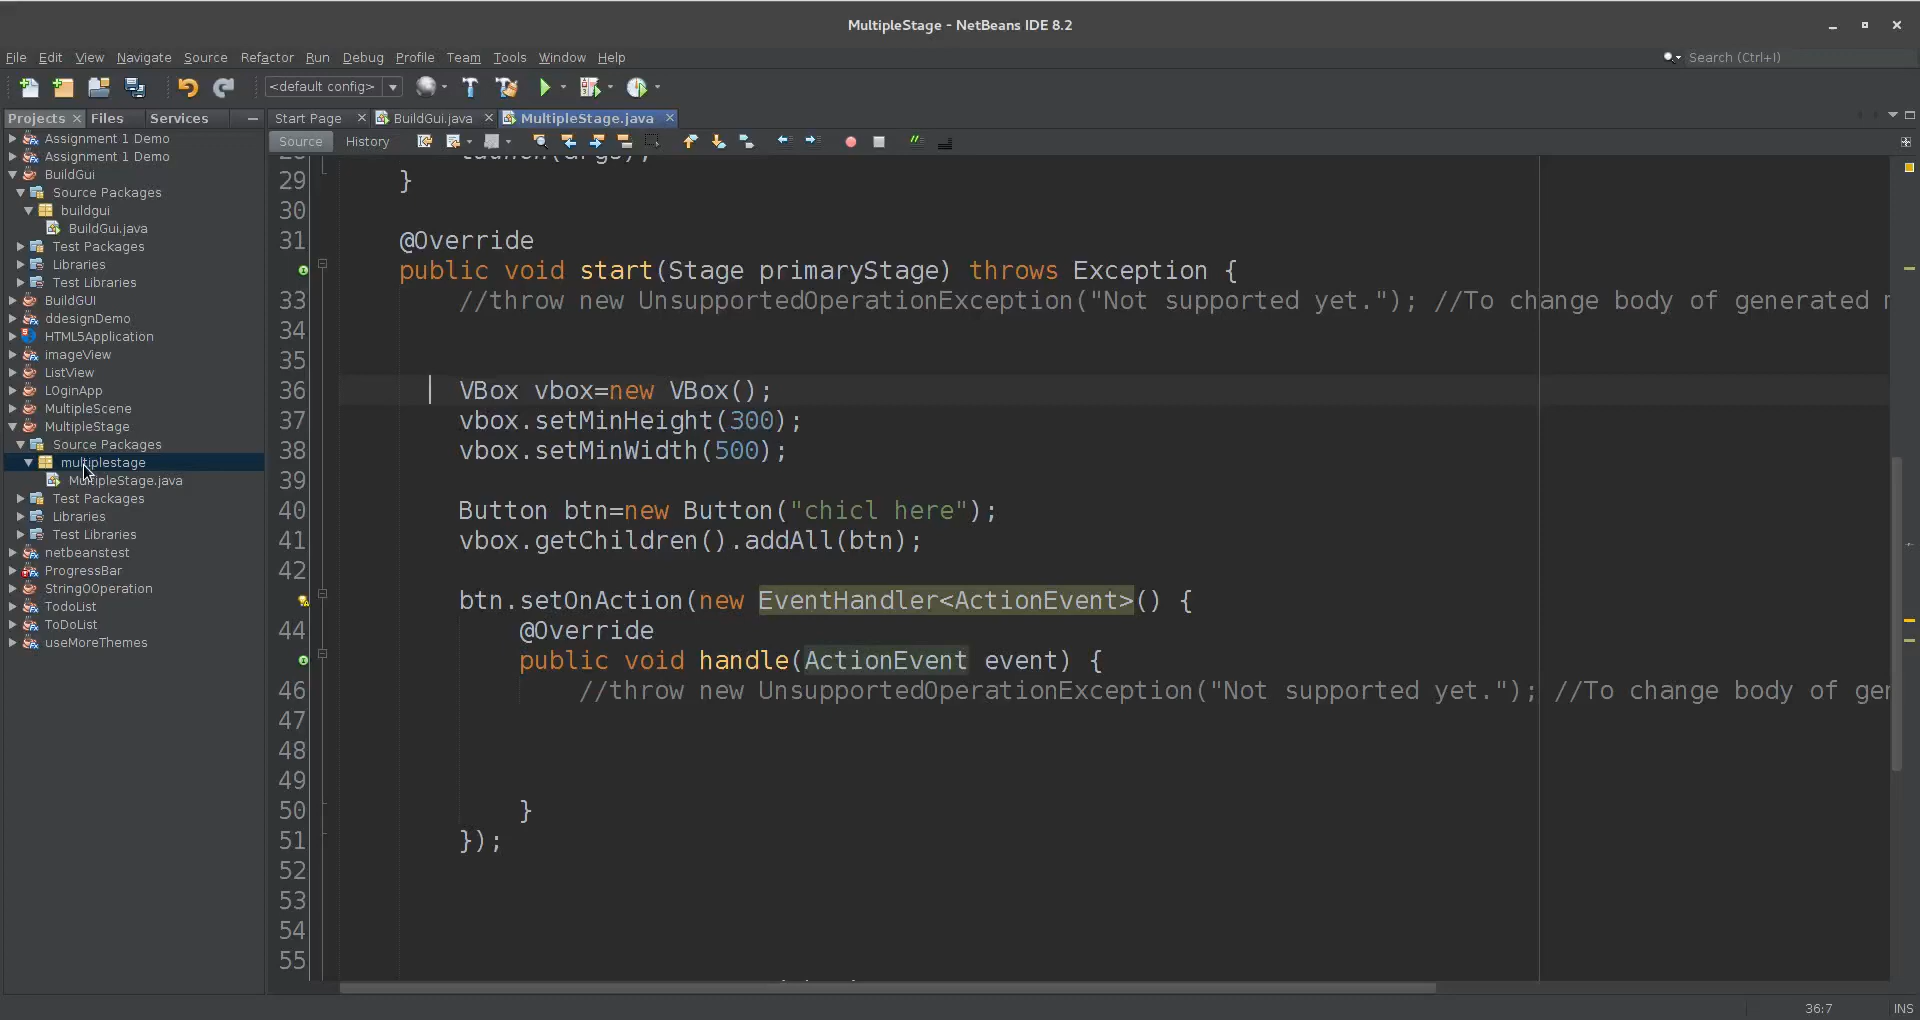 MultipleStage - NetBeans IDE 8.2
File Edit View Navigate Source Refactor Run Debug Profile Team Tools Window Help
Search (Ctrl+I)
<default config>
Projects Files Services
Start Page BuildGui.java MultipleStage.java
Source History
Assignment 1 Demo
Assignment 1 Demo
BuildGui
Source Packages
buildgui
BuildGui.java
Test Packages
Libraries
Test Libraries
BuildGUI
ddesignDemo
HTML5Application
imageView
ListView
LOginApp
MultipleScene
MultipleStage
Source Packages
multiplestage
MultipleStage.java
Test Packages
Libraries
Test Libraries
netbeanstest
ProgressBar
StringOOperation
TodoList
ToDoList
useMoreThemes
launch(args);
29 }
30
31 @Override
public void start(Stage primaryStage) throws Exception {
33 //throw new UnsupportedOperationException("Not supported yet."); //To change body of generated
34
35
36 VBox vbox=new VBox();
37 vbox.setMinHeight(300);
38 vbox.setMinWidth(500);
39
40 Button btn=new Button("chicl here");
41 vbox.getChildren().addAll(btn);
42
btn.setOnAction(new EventHandler<ActionEvent>() {
44 @Override
public void handle(ActionEvent event) {
46 //throw new UnsupportedOperationException("Not supported yet."); //To change body of
47
48
49
50 }
51 });
52
53
54
55
36:7 INS